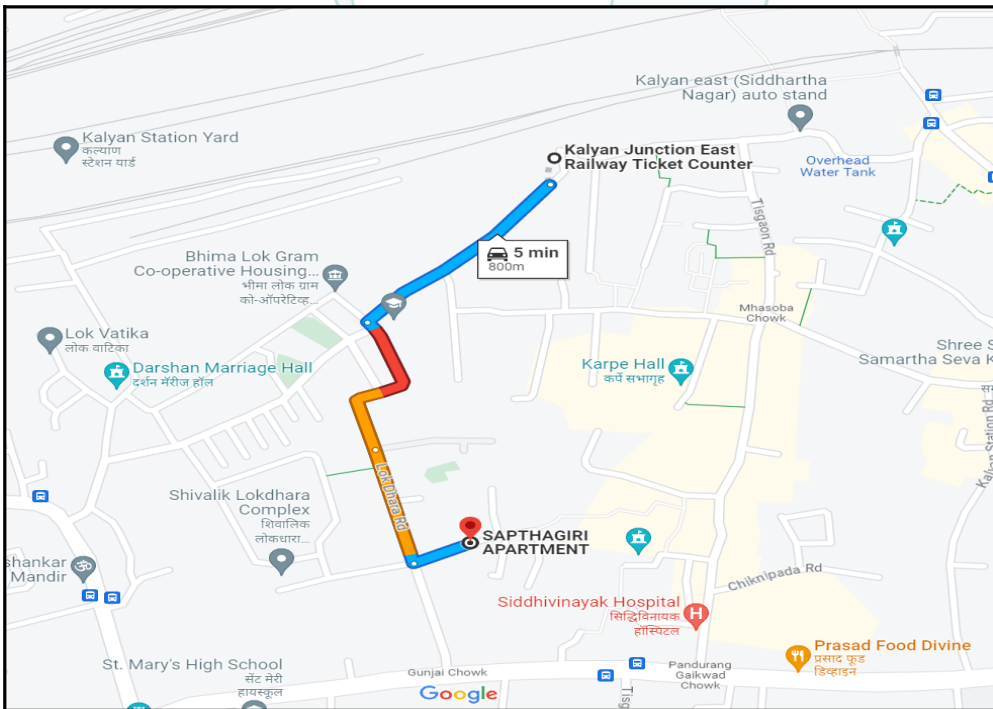 Kalyan east (Siddhartha
Nagar) auto stand
Kalyan Station Yard
कल्याण
स्टेशन यार्ड
Kalyan Junction East
Railway Ticket Counter
Overhead
Water Tank
Tisgaon Rd
5 min
800m
Bhima Lok Gram
Co-operative Housing...
भीमा लोक ग्राम
को-ऑपरेटिव्ह...
Mhasoba
Chowk
Lok Vatika
लोक वाटिका
Shree S
Samartha Seva K
Darshan Marriage Hall
दर्शन मॅरीज हॉल
Karpe Hall
कर्पे सभागृह
Kalyan Station Rd
Lok Dhara Rd
Shivalik Lokdhara
Complex
शिवालिक
लोकधारा...
SAPTHAGIRI
APARTMENT
shankar
Mandir
Chiknipada Rd
Siddhivinayak Hospital
सिद्धिविनायक
हॉस्पिटल
H
Prasad Food Divine
प्रसाद फूड
डिव्हाइन
St. Mary's High School
सेंट मेरी
हायस्कूल
Gunjai Chowk
Pandurang
Gaikwad
Chowk
Google
Tisg